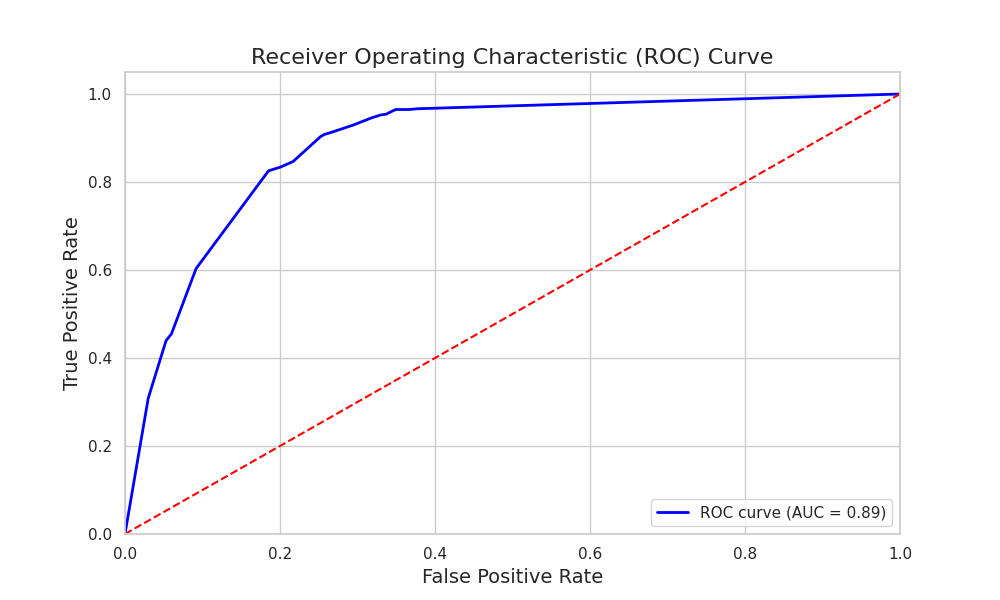 Receiver Operating Characteristic (ROC) Curve
True Positive Rate
1.0
0.8
0.6
0.4
0.2
0.0
0.0 0.2 0.4 0.6 0.8 1.0
False Positive Rate
ROC curve (AUC = 0.89)